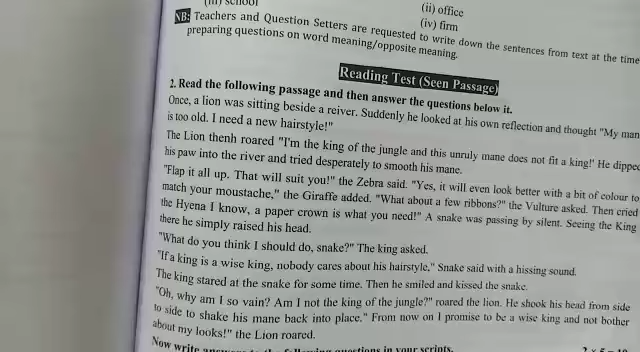 (iii) school
(ii) office
(iv) firm
NB: Teachers and Question Setters are requested to write down the sentences from text at the time
preparing questions on word meaning/opposite meaning.
Reading Test (Seen Passage)
2. Read the following passage and then answer the questions below it.
Once, a lion was sitting beside a reiver. Suddenly he looked at his own reflection and thought "My man
is too old. I need a new hairstyle!"
The Lion thenh roared "I'm the king of the jungle and this unruly mane does not fit a king!' He dipped
his paw into the river and tried desperately to smooth his mane.
"Flap it all up. That will suit you!" the Zebra said. "Yes, it will even look better with a bit of colour to
match your moustache," the Giraffe added. "What about a few ribbons?" the Vulture asked. Then cried
the Hyena I know, a paper crown is what you need!" A snake was passing by silent. Seeing the King
there he simply raised his head.
"What do you think I should do, snake?" The king asked.
"If a king is a wise king, nobody cares about his hairstyle," Snake said with a hissing sound.
The king stared at the snake for some time. Then he smiled and kissed the snake.
"Oh, why am I so vain? Am I not the king of the jungle?" roared the lion. He shook his head from side
to side to shake his mane back into place." From now on I promise to be a wise king and not bother
about my looks!" the Lion roared.
Now write answers to the following questions in your scripts.
2 × 5 = 10